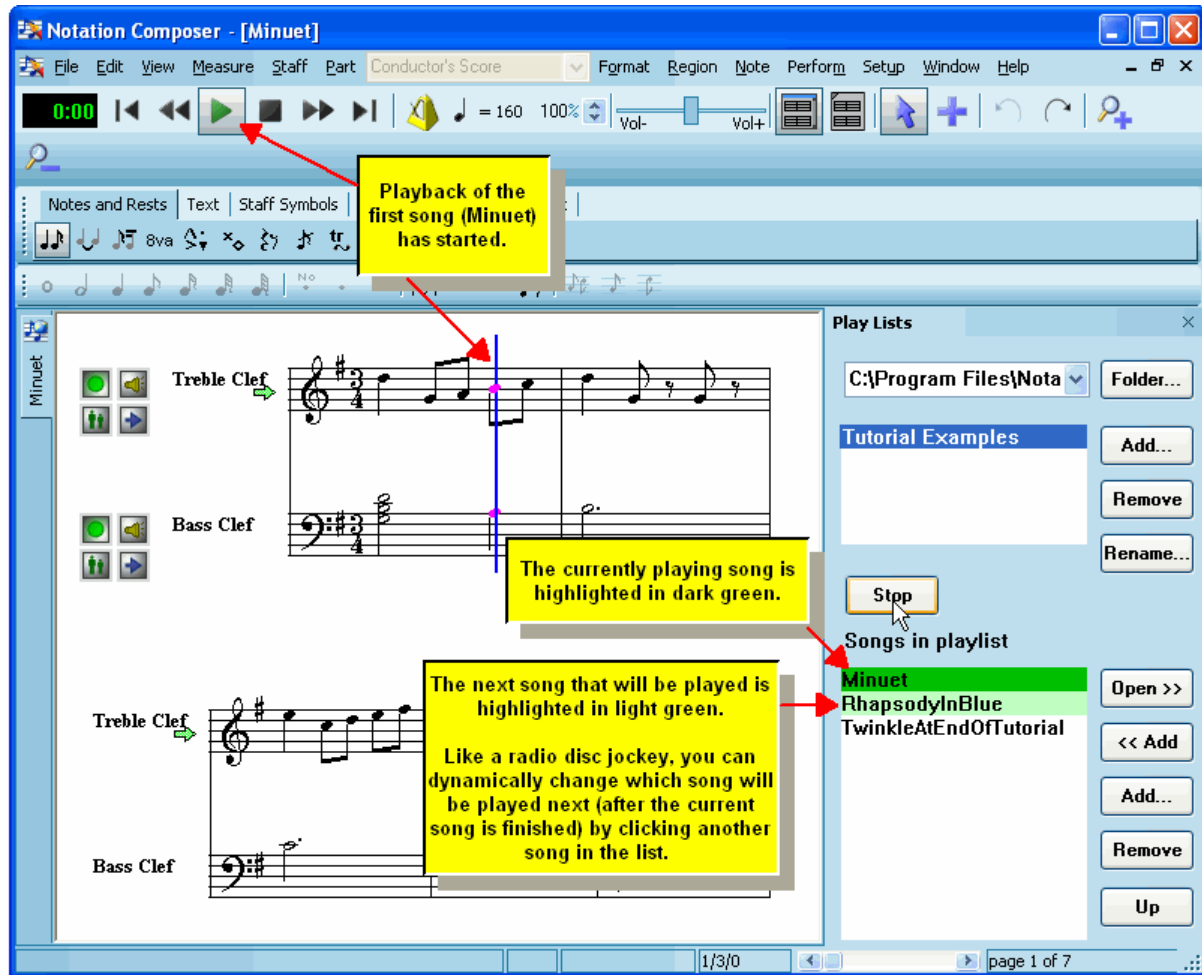 Notation Composer - [Minuet]
File Edit View Measure Staff Part Conductor's Score Format Region Note Perform Setup Window Help
0:00 = 160 100% Vol- Vol+
Playback of the
first song (Minuet)
has started.
Notes and Rests Text Staff Symbols
8va tr
No
Minuet
Treble Clef
3
4
Bass Clef
3
4
Treble Clef
Bass Clef
The currently playing song is
highlighted in dark green.
The next song that will be played is
highlighted in light green.
Like a radio disc jockey, you can
dynamically change which song will
be played next (after the current
song is finished) by clicking another
song in the list.
Play Lists
C:\Program Files\Nota Folder...
Tutorial Examples
Add...
Remove
Rename...
Stop
Songs in playlist
Minuet
RhapsodyInBlue
TwinkleAtEndOfTutorial
Open >>
<< Add
Add...
Remove
Up
1/3/0 page 1 of 7